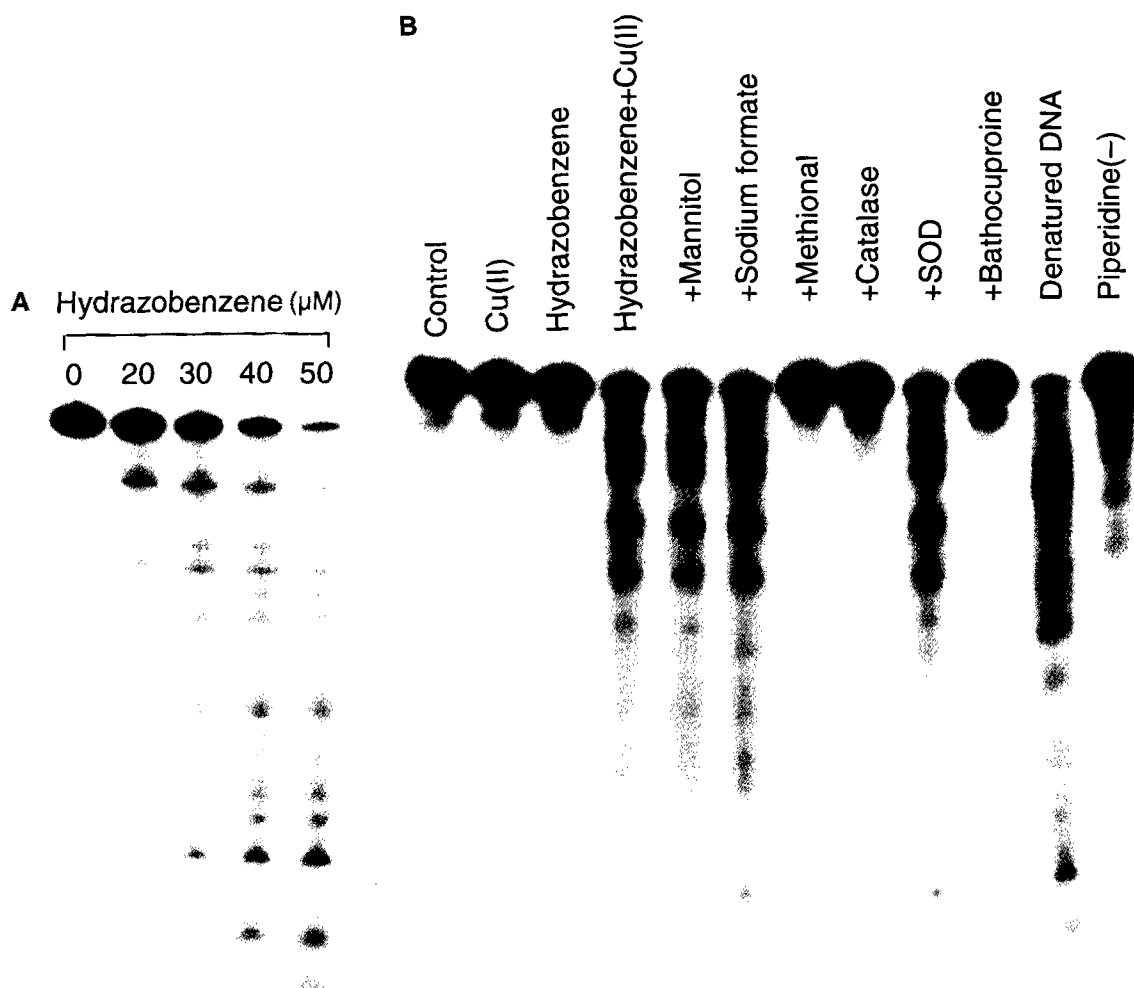 A
Hydrazobenzene (μM)
0 20 30 40 50
B
Control
Cu(II)
Hydrazobenzene
Hydrazobenzene+Cu(II)
+Mannitol
+Sodium formate
+Methional
+Catalase
+SOD
+Bathocuproine
Denatured DNA
Piperidine(−)